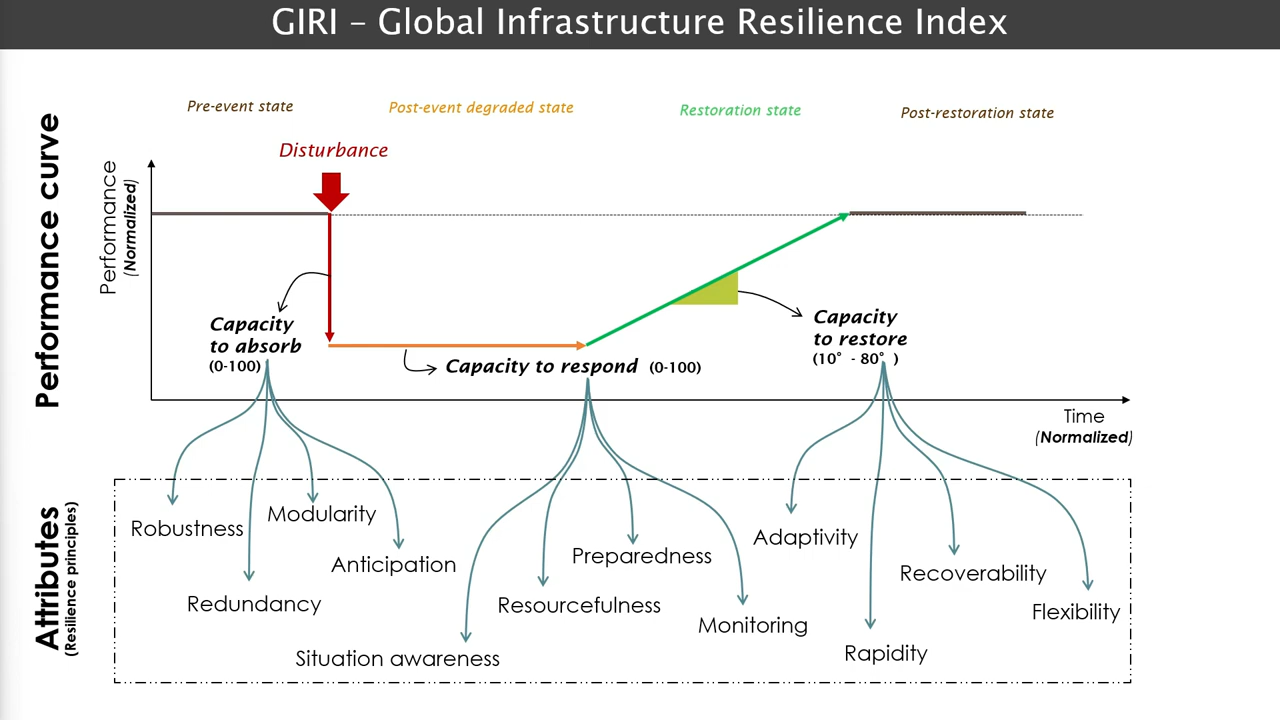 GIRI – Global Infrastructure Resilience Index
Pre-event state
Post-event degraded state
Restoration state
Post-restoration state
Disturbance
Performance curve
Performance
(Normalized)
Capacity
to absorb
(0-100)
Capacity to respond (0-100)
Capacity
to restore
(10° - 80° )
Time
(Normalized)
Attributes
(Resilience principles)
Robustness
Modularity
Anticipation
Redundancy
Situation awareness
Resourcefulness
Preparedness
Monitoring
Adaptivity
Recoverability
Flexibility
Rapidity